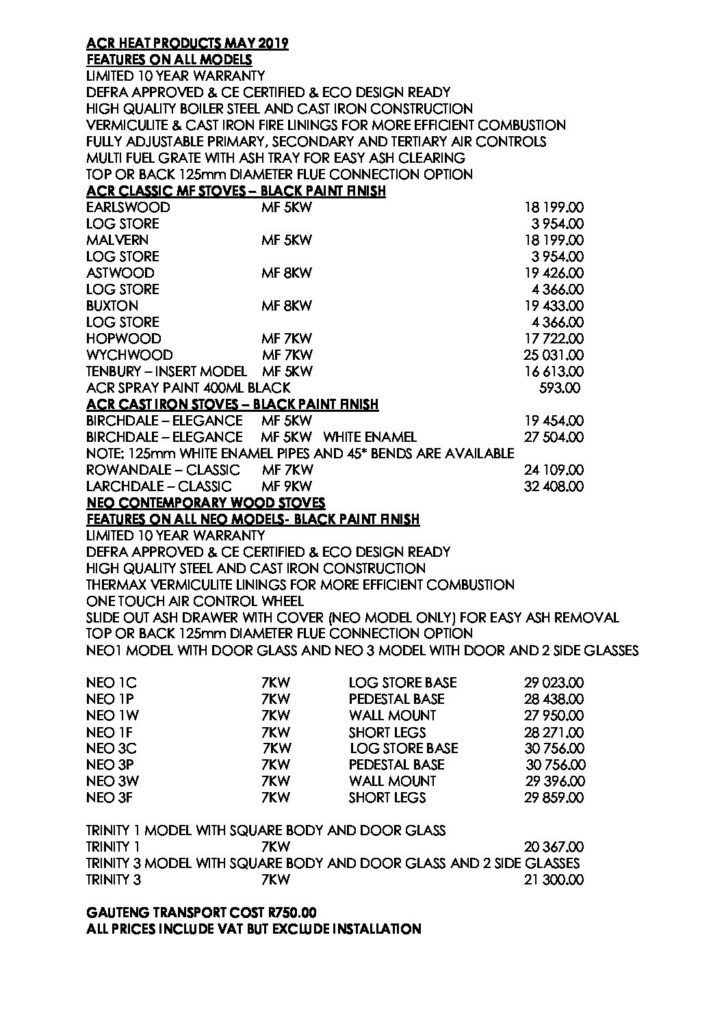 ACR HEAT PRODUCTS MAY 2019
FEATURES ON ALL MODELS
LIMITED 10 YEAR WARRANTY
DEFRA APPROVED & CE CERTIFIED & ECO DESIGN READY
HIGH QUALITY BOILER STEEL AND CAST IRON CONSTRUCTION
VERMICULITE & CAST IRON FIRE LININGS FOR MORE EFFICIENT COMBUSTION
FULLY ADJUSTABLE PRIMARY, SECONDARY AND TERTIARY AIR CONTROLS
MULTI FUEL GRATE WITH ASH TRAY FOR EASY ASH CLEARING
TOP OR BACK 125mm DIAMETER FLUE CONNECTION OPTION
ACR CLASSIC MF STOVES – BLACK PAINT FINISH
EARLSWOOD MF 5KW 18 199.00
LOG STORE 3 954.00
MALVERN MF 5KW 18 199.00
LOG STORE 3 954.00
ASTWOOD MF 8KW 19 426.00
LOG STORE 4 366.00
BUXTON MF 8KW 19 433.00
LOG STORE 4 366.00
HOPWOOD MF 7KW 17 722.00
WYCHWOOD MF 7KW 25 031.00
TENBURY – INSERT MODEL MF 5KW 16 613.00
ACR SPRAY PAINT 400ML BLACK 593.00
ACR CAST IRON STOVES – BLACK PAINT FINISH
BIRCHDALE – ELEGANCE MF 5KW 19 454.00
BIRCHDALE – ELEGANCE MF 5KW WHITE ENAMEL 27 504.00
NOTE: 125mm WHITE ENAMEL PIPES AND 45* BENDS ARE AVAILABLE
ROWANDALE – CLASSIC MF 7KW 24 109.00
LARCHDALE – CLASSIC MF 9KW 32 408.00
NEO CONTEMPORARY WOOD STOVES
FEATURES ON ALL NEO MODELS- BLACK PAINT FINISH
LIMITED 10 YEAR WARRANTY
DEFRA APPROVED & CE CERTIFIED & ECO DESIGN READY
HIGH QUALITY STEEL AND CAST IRON CONSTRUCTION
THERMAX VERMICULITE LININGS FOR MORE EFFICIENT COMBUSTION
ONE TOUCH AIR CONTROL WHEEL
SLIDE OUT ASH DRAWER WITH COVER (NEO MODEL ONLY) FOR EASY ASH REMOVAL
TOP OR BACK 125mm DIAMETER FLUE CONNECTION OPTION
NEO1 MODEL WITH DOOR GLASS AND NEO 3 MODEL WITH DOOR AND 2 SIDE GLASSES
NEO 1C 7KW LOG STORE BASE 29 023.00
NEO 1P 7KW PEDESTAL BASE 28 438.00
NEO 1W 7KW WALL MOUNT 27 950.00
NEO 1F 7KW SHORT LEGS 28 271.00
NEO 3C 7KW LOG STORE BASE 30 756.00
NEO 3P 7KW PEDESTAL BASE 30 756.00
NEO 3W 7KW WALL MOUNT 29 396.00
NEO 3F 7KW SHORT LEGS 29 859.00
TRINITY 1 MODEL WITH SQUARE BODY AND DOOR GLASS
TRINITY 1 7KW 20 367.00
TRINITY 3 MODEL WITH SQUARE BODY AND DOOR GLASS AND 2 SIDE GLASSES
TRINITY 3 7KW 21 300.00
GAUTENG TRANSPORT COST R750.00
ALL PRICES INCLUDE VAT BUT EXCLUDE INSTALLATION